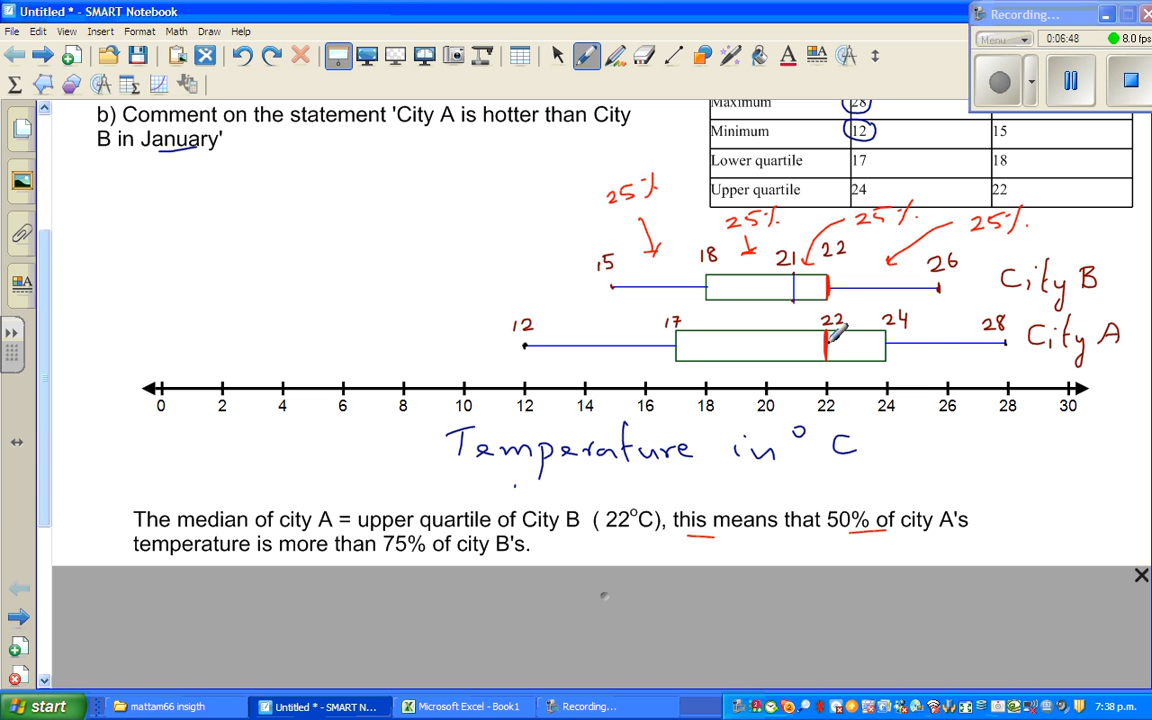 Untitled * - SMART Notebook
Recording...
File Edit View Insert Format Math Draw Help
Menu
0:06:48
8.0 fps
b) Comment on the statement 'City A is hotter than City
B in January'
Maximum 28
Minimum 12 15
Lower quartile 17 18
Upper quartile 24 22
25% 25% 25% 25%
15 18 21 22 26 City B
12 17 22 24 28 City A
0 2 4 6 8 10 12 14 16 18 20 22 24 26 28 30
Temperature in ° C
The median of city A = upper quartile of City B ( 22°C), this means that 50% of city A's
temperature is more than 75% of city B's.
start
mattam66 insigth
Untitled * - SMART N...
Microsoft Excel - Book1
Recording...
7:38 p.m.